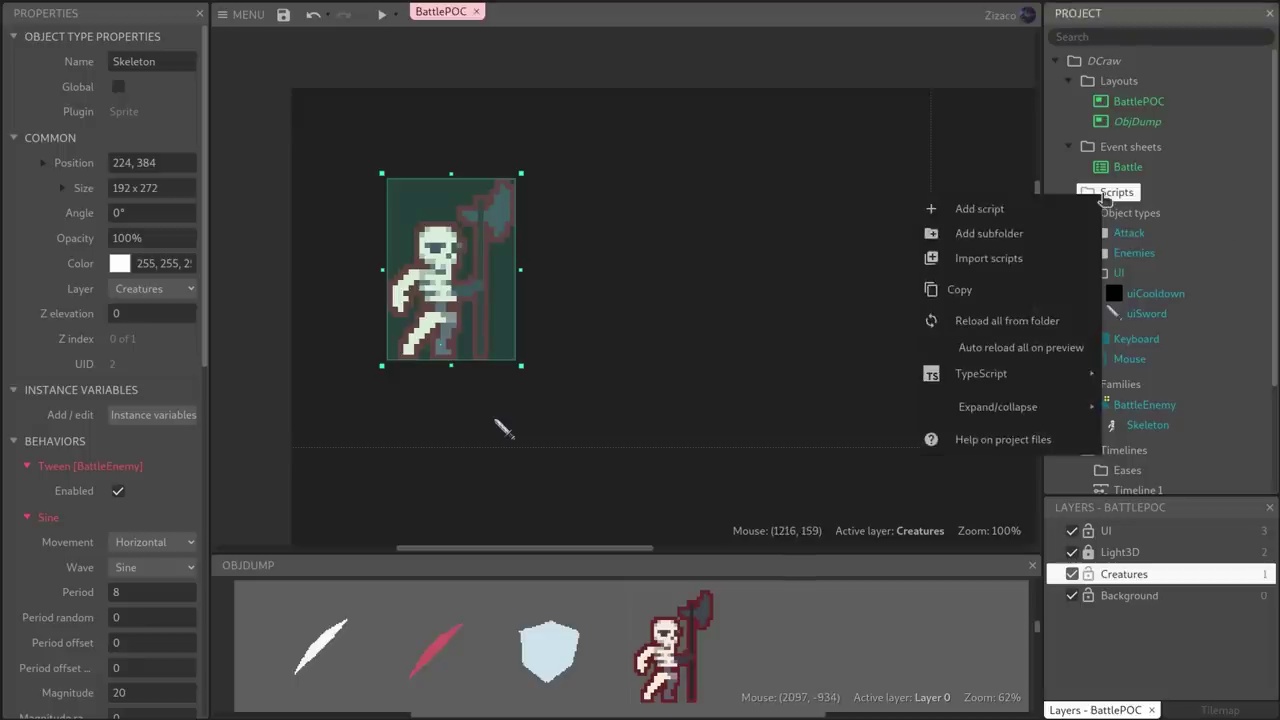 PROPERTIES
OBJECT TYPE PROPERTIES
Name Skeleton
Global
Plugin Sprite
COMMON
Position 224, 384
Size 192 x 272
Angle 0°
Opacity 100%
Color 255, 255, 2
Layer Creatures
Z elevation 0
Z index 0 of 1
UID 2
INSTANCE VARIABLES
Add / edit Instance variables
BEHAVIORS
Tween [BattleEnemy]
Enabled
Sine
Movement Horizontal
Wave Sine
Period 8
Period random 0
Period offset 0
Period offset ... 0
Magnitude 20
MENU
BattlePOC
Zizaco
Mouse: (1216, 159) Active layer: Creatures Zoom: 100%
Add script
Add subfolder
Import scripts
Copy
Reload all from folder
Auto reload all on preview
TS TypeScript
Expand/collapse
Help on project files
OBJDUMP
Mouse: (2097, -934) Active layer: Layer 0 Zoom: 62%
PROJECT
Search
DCraw
Layouts
BattlePOC
ObjDump
Event sheets
Battle
Scripts
Object types
Attack
Enemies
UI
uiCooldown
uiSword
Keyboard
Mouse
Families
BattleEnemy
Skeleton
Timelines
Eases
Timeline 1
LAYERS - BATTLEPOC
UI 3
Light3D 2
Creatures 1
Background 0
Layers - BattlePOC
Tilemap